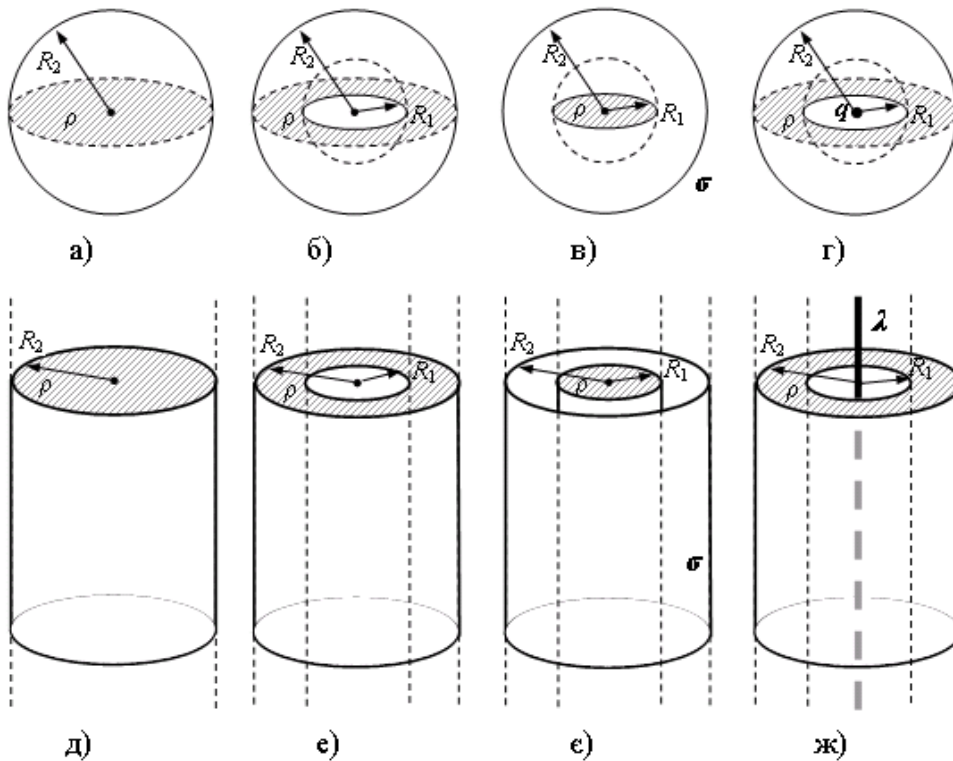 R₂ ρ
R₂ ρ R₁
R₂ ρ R₁ σ
R₂ ρ q R₁
а) б) в) г)
R₂ ρ
R₂ ρ R₁
R₂ ρ R₁ σ
λ R₂ ρ R₁
д) е) є) ж)